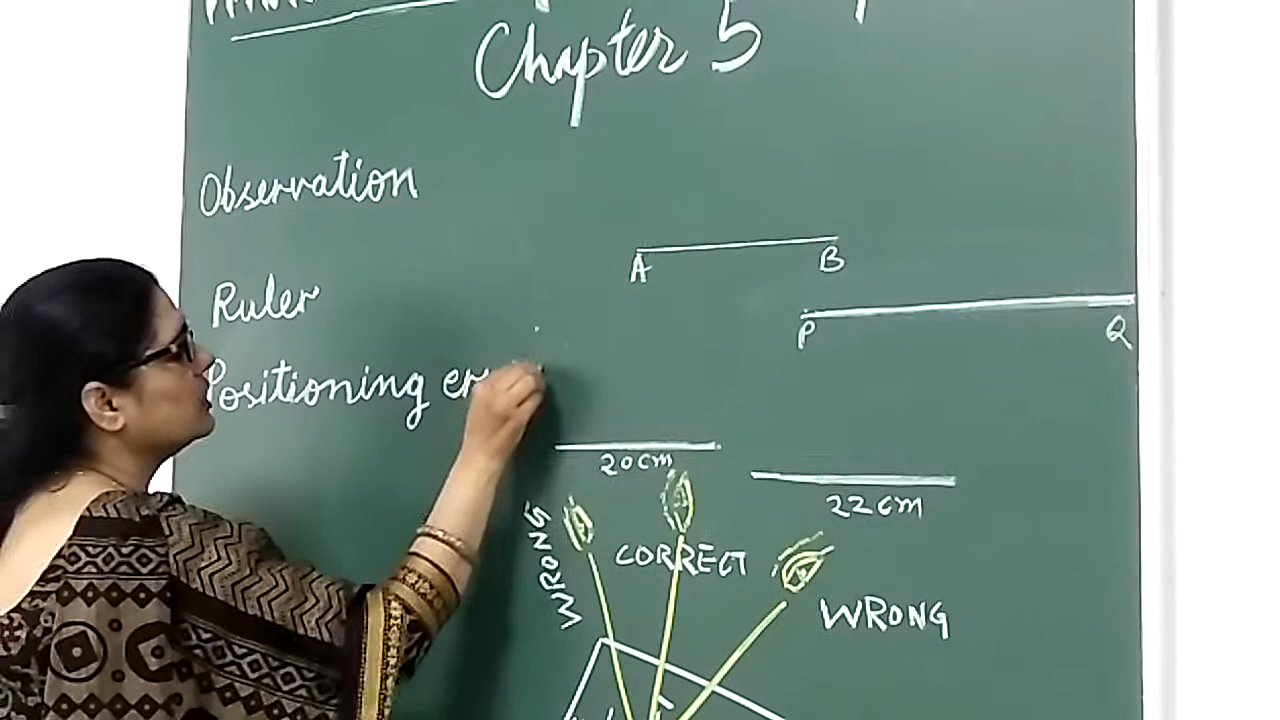 Chapter 5
Observation
A B
Ruler
P Q
Positioning er
20cm
22cm
WRONG
CORRECT
WRONG